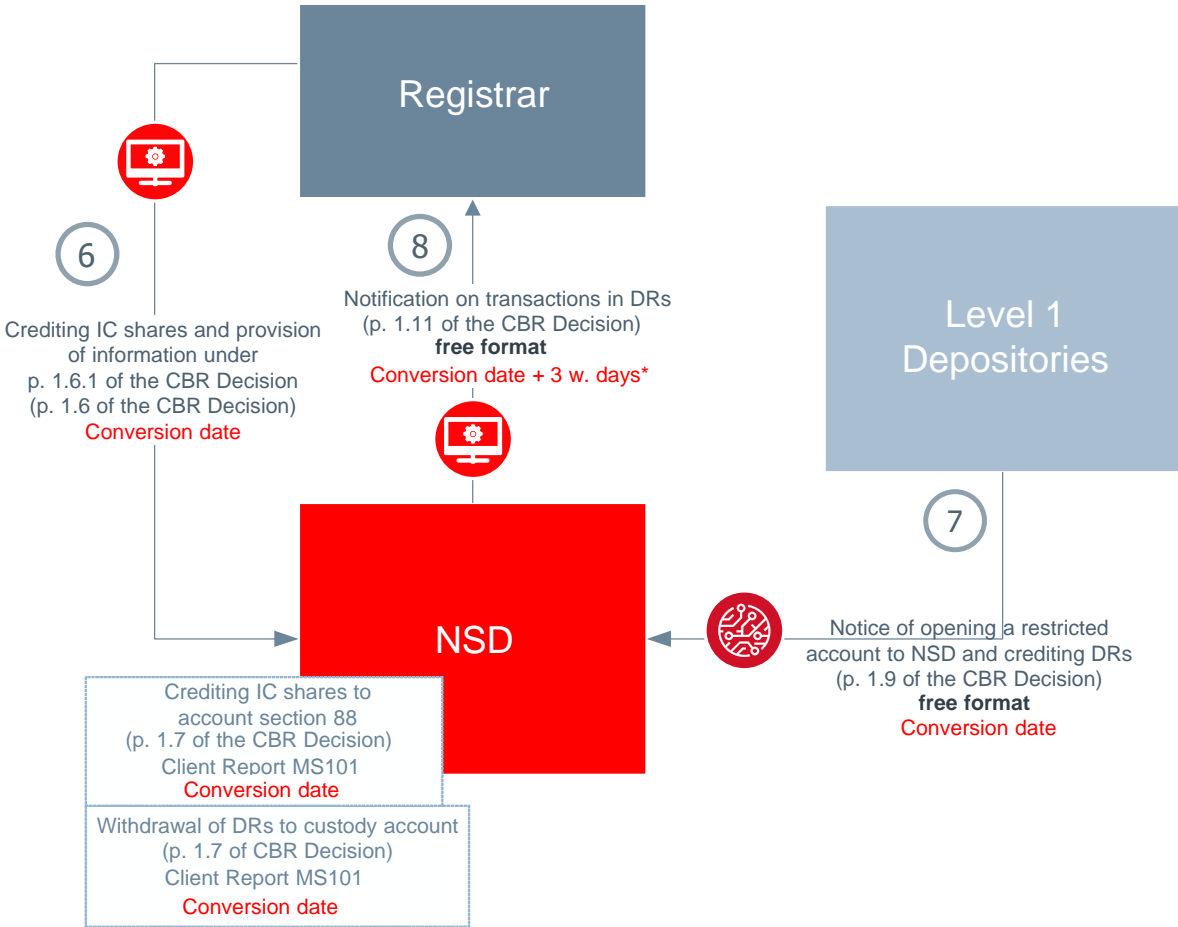 Registrar
6
Crediting IC shares and provision
of information under
p. 1.6.1 of the CBR Decision
(p. 1.6 of the CBR Decision)
Conversion date
8
Notification on transactions in DRs
(p. 1.11 of the CBR Decision)
free format
Conversion date + 3 w. days*
Level 1
Depositories
7
Notice of opening a restricted
account to NSD and crediting DRs
(p. 1.9 of the CBR Decision)
free format
Conversion date
NSD
Crediting IC shares to
account section 88
(p. 1.7 of the CBR Decision)
Client Report MS101
Conversion date
Withdrawal of DRs to custody account
(p. 1.7 of CBR Decision)
Client Report MS101
Conversion date